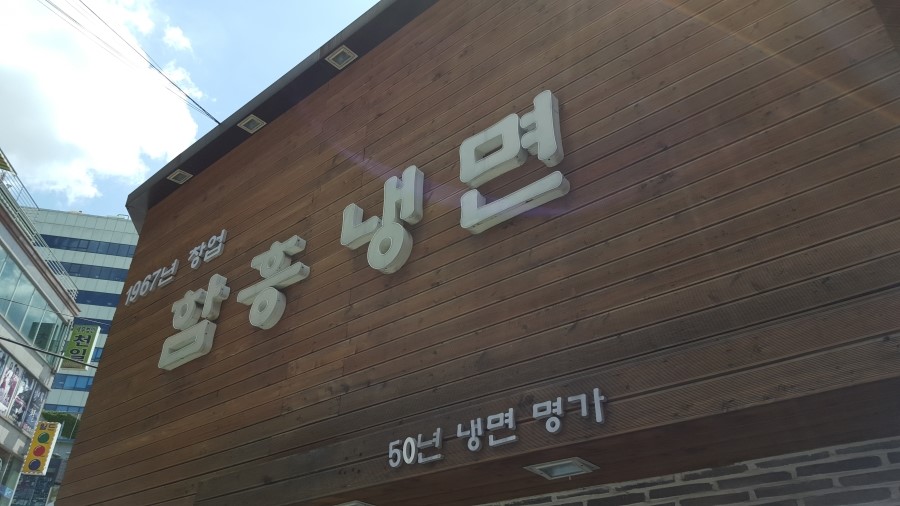 1967년 창업
함흥냉면
50년 냉면 명가
천일